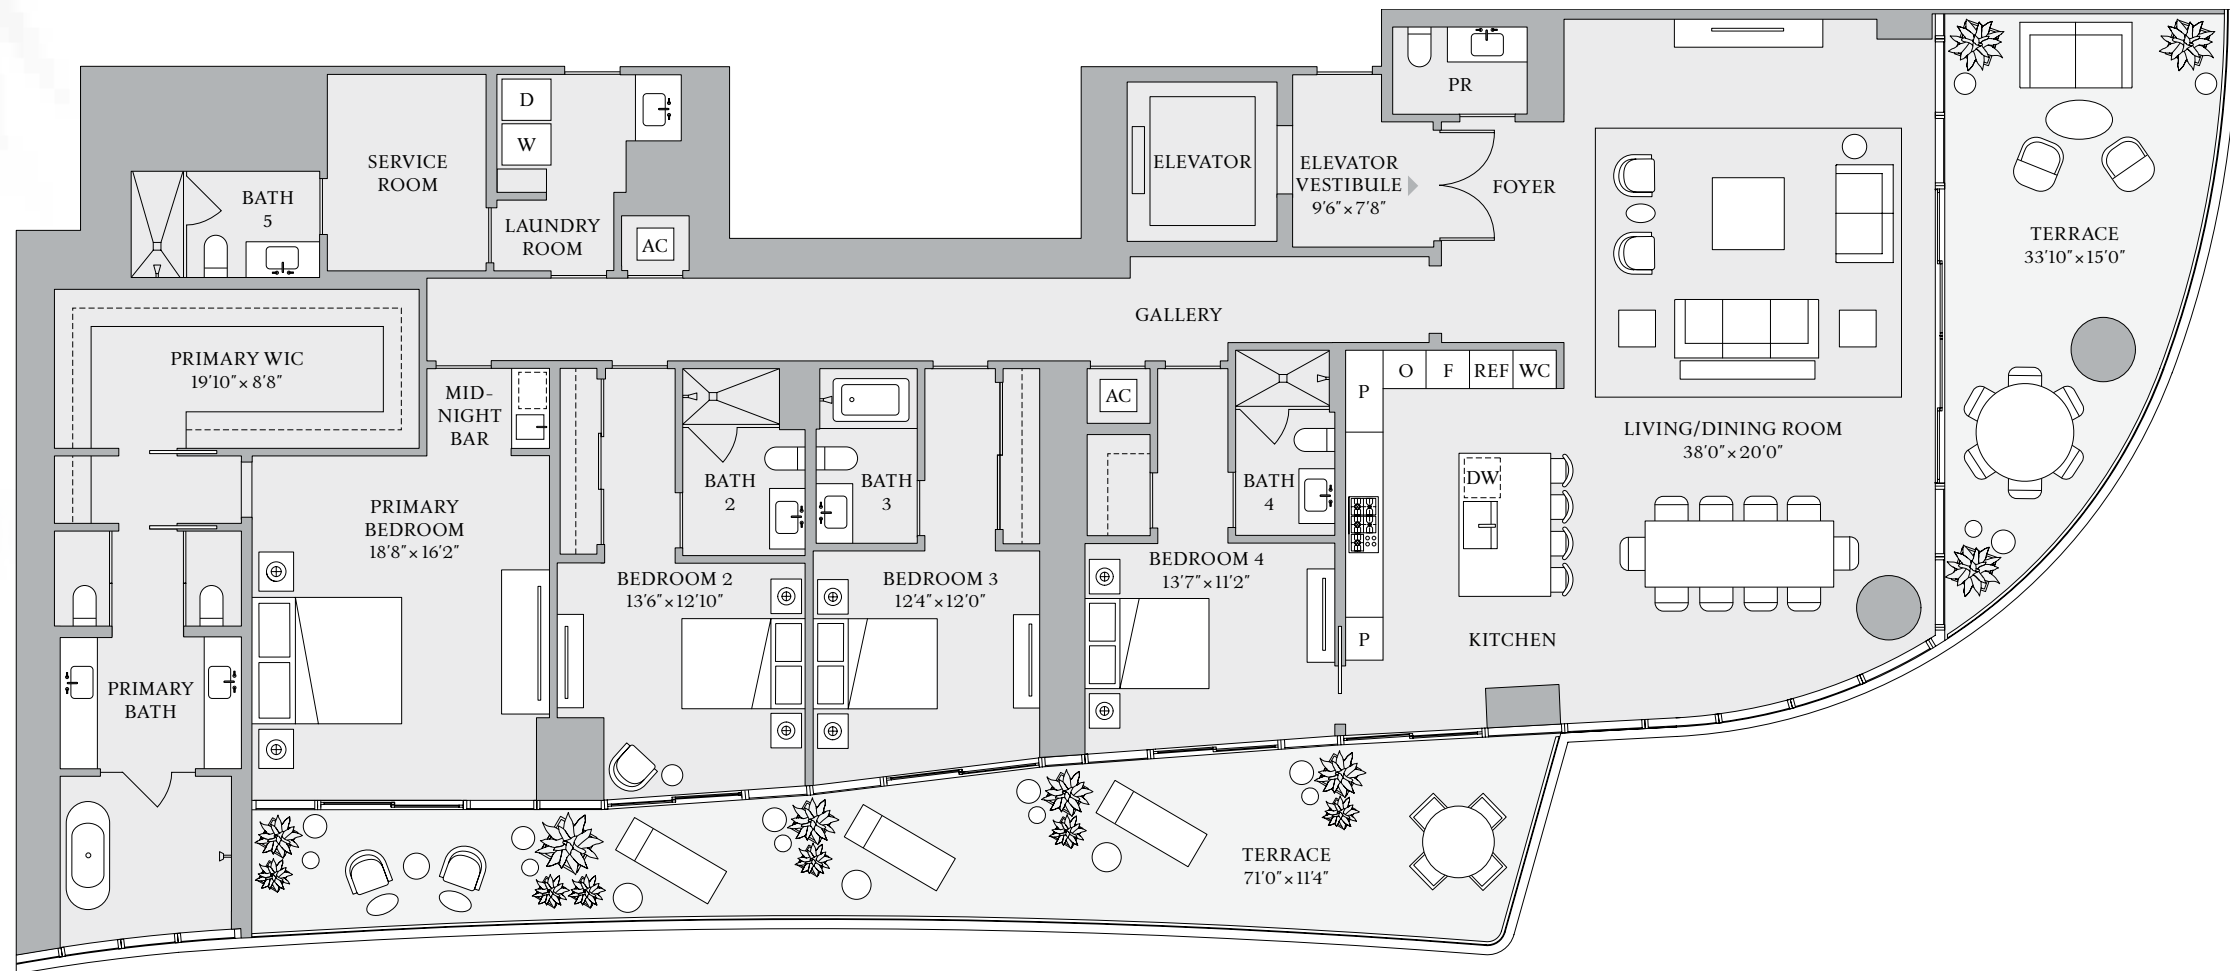 D
W
SERVICE
ROOM
BATH
5
LAUNDRY
ROOM
AC
PR
ELEVATOR
ELEVATOR
VESTIBULE
9'6" × 7'8"
FOYER
TERRACE
33'10" × 15'0"
GALLERY
PRIMARY WIC
19'10" × 8'8"
MID-
NIGHT
BAR
AC
P
O
F
REF
WC
LIVING/DINING ROOM
38'0" × 20'0"
PRIMARY
BEDROOM
18'8" × 16'2"
BATH
2
BATH
3
BATH
4
DW
BEDROOM 2
13'6" × 12'10"
BEDROOM 3
12'4" × 12'0"
BEDROOM 4
13'7" × 11'2"
P
KITCHEN
PRIMARY
BATH
TERRACE
71'0" × 11'4"